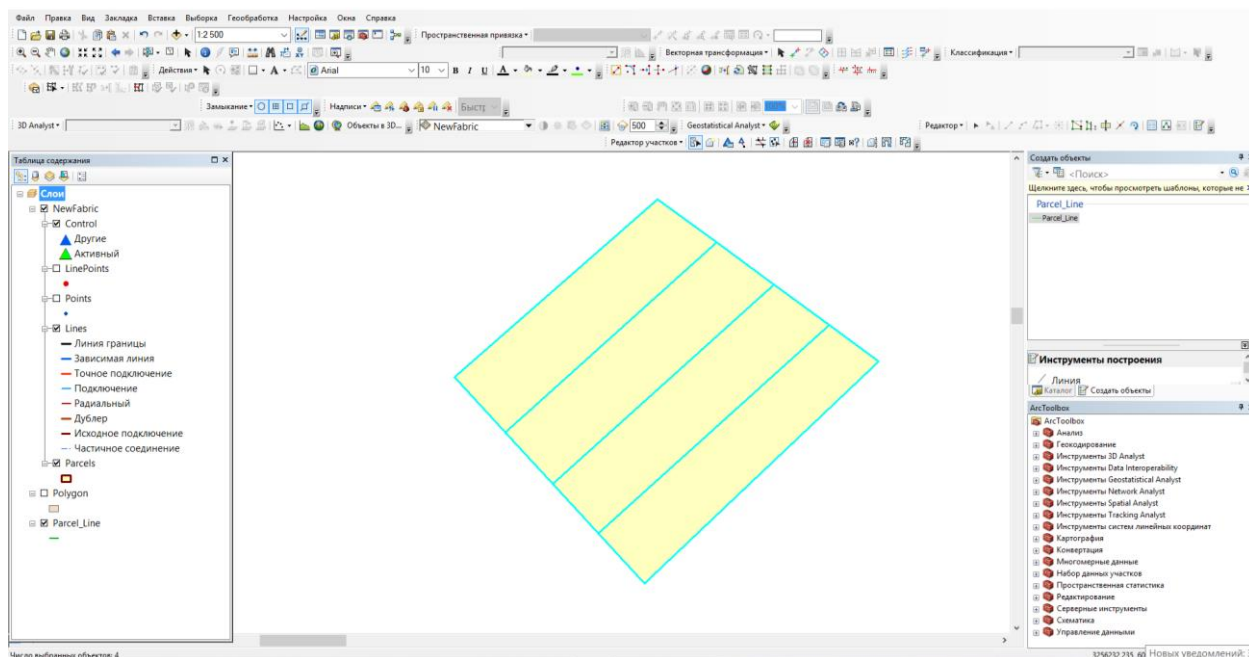 Файл Правка Вид Закладка Вставка Выборка Геообработка Настройка Окна Справка
1:2 500 Пространственная привязка
Векторная трансформация Классификация
Действия Arial 10 B I U A
Замыкание Надписи Быстр 100%
3D Analyst Объекты в 3D... NewFabric 500 Geostatistical Analyst Редактор
Редактор участков
Таблица содержания
Слои
NewFabric
Control
Другие
Активный
LinePoints
Points
Lines
Линия границы
Зависимая линия
Точное подключение
Подключение
Радиальный
Дублер
Исходное подключение
Частичное соединение
Parcels
Polygon
Parcel_Line
Создать объекты
<Поиск>
Щелкните здесь, чтобы просмотреть шаблоны, которые не
Parcel_Line
Parcel_Line
Инструменты построения
Линия
Каталог Создать объекты
ArcToolbox
ArcToolbox
Анализ
Геокодирование
Инструменты 3D Analyst
Инструменты Data Interoperability
Инструменты Geostatistical Analyst
Инструменты Network Analyst
Инструменты Spatial Analyst
Инструменты Tracking Analyst
Инструменты систем линейных координат
Картография
Конвертация
Многомерные данные
Набор данных участков
Пространственная статистика
Редактирование
Серверные инструменты
Схематика
Управление данными
Число выбранных объектов: 4
3256232,235 60 Новых уведомлений: